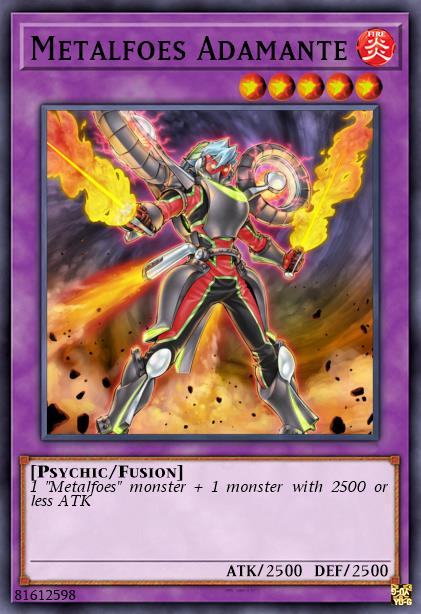 METALFOES ADAMANTE
FIRE
炎
[PSYCHIC/FUSION]
1 "Metalfoes" monster + 1 monster with 2500 or
less ATK
ATK/2500 DEF/2500
81612598